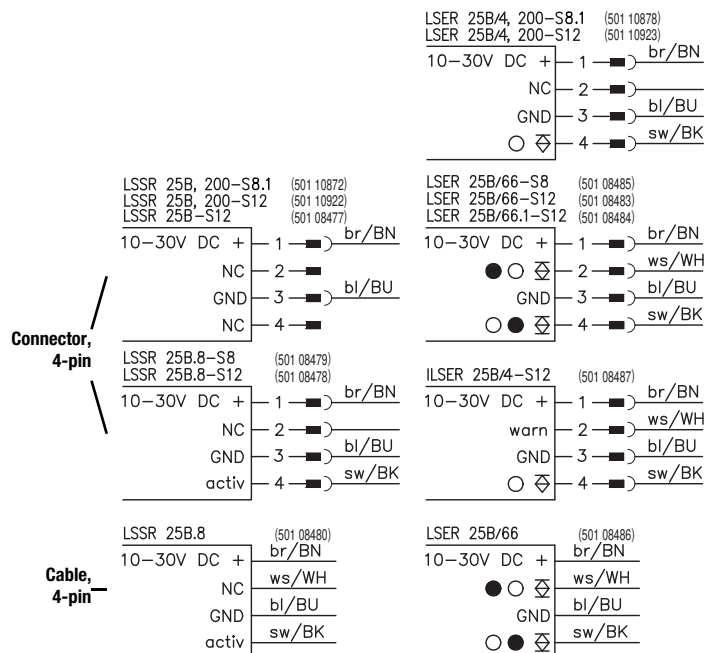 LSER 25B/4, 200-S8.1 (501 10878)
LSER 25B/4, 200-S12 (501 10923)
10-30V DC + 1 br/BN
NC 2
GND 3 bl/BU
4 sw/BK
LSSR 25B, 200-S8.1 (501 10872)
LSSR 25B, 200-S12 (501 10922)
LSSR 25B-S12 (501 08477)
10-30V DC + 1 br/BN
NC 2
GND 3 bl/BU
NC 4
LSER 25B/66-S8 (501 08485)
LSER 25B/66-S12 (501 08483)
LSER 25B/66.1-S12 (501 08484)
10-30V DC + 1 br/BN
2 ws/WH
GND 3 bl/BU
4 sw/BK
Connector,
4-pin
LSSR 25B.8-S8 (501 08479)
LSSR 25B.8-S12 (501 08478)
10-30V DC + 1 br/BN
NC 2
GND 3 bl/BU
activ 4 sw/BK
ILSER 25B/4-S12 (501 08487)
10-30V DC + 1 br/BN
warn 2 ws/WH
GND 3 bl/BU
4 sw/BK
Cable,
4-pin
LSSR 25B.8 (501 08480)
10-30V DC + br/BN
NC ws/WH
GND bl/BU
activ sw/BK
LSER 25B/66 (501 08486)
10-30V DC + br/BN
ws/WH
GND bl/BU
sw/BK